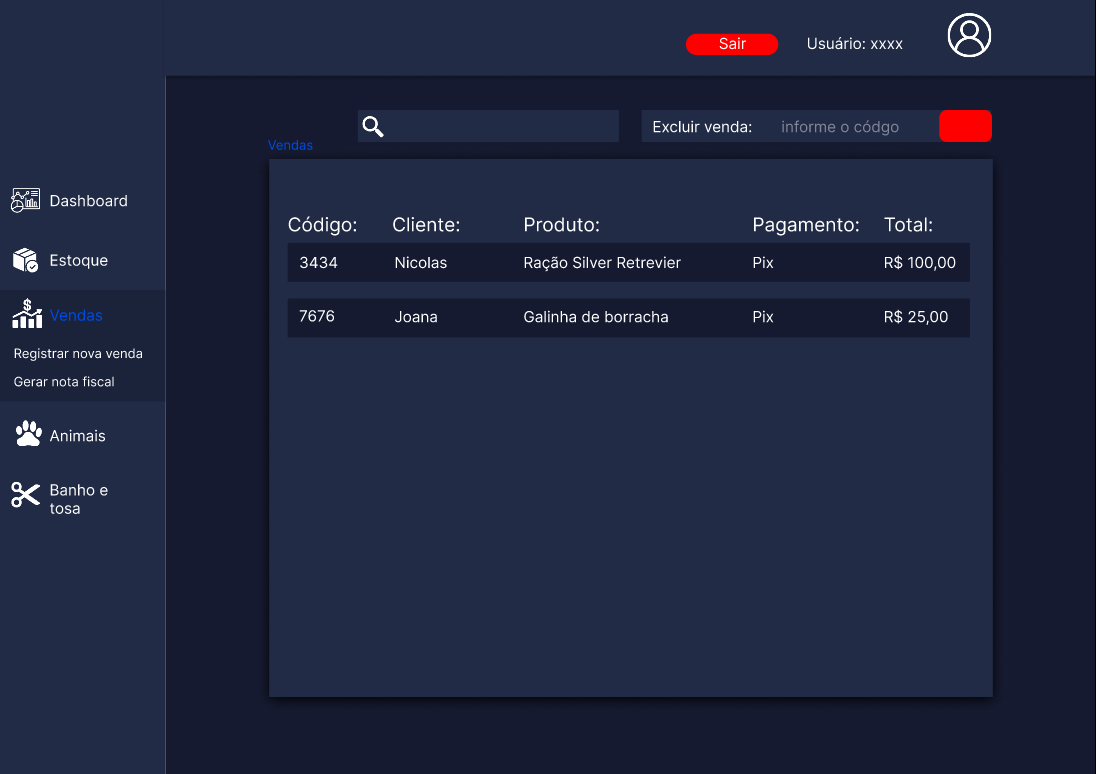 Sair
Usuário: xxxx
Excluir venda:
informe o códgo
Vendas
Dashboard
Estoque
Vendas
Registrar nova venda
Gerar nota fiscal
Animais
Banho e
tosa
Código: Cliente: Produto: Pagamento: Total:
3434 Nicolas Ração Silver Retrevier Pix R$ 100,00
7676 Joana Galinha de borracha Pix R$ 25,00